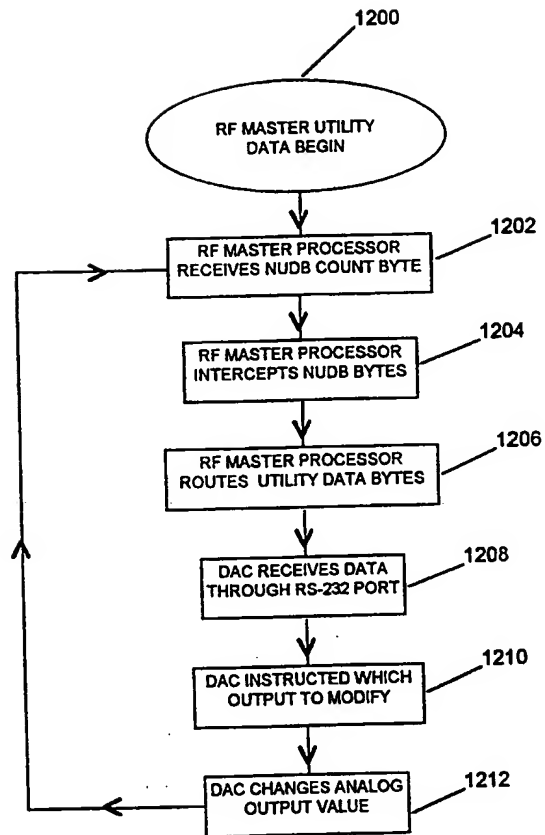 1200
RF MASTER UTILITY
DATA BEGIN
1202
RF MASTER PROCESSOR
RECEIVES NUDB COUNT BYTE
1204
RF MASTER PROCESSOR
INTERCEPTS NUDB BYTES
1206
RF MASTER PROCESSOR
ROUTES UTILITY DATA BYTES
1208
DAC RECEIVES DATA
THROUGH RS-232 PORT
1210
DAC INSTRUCTED WHICH
OUTPUT TO MODIFY
1212
DAC CHANGES ANALOG
OUTPUT VALUE